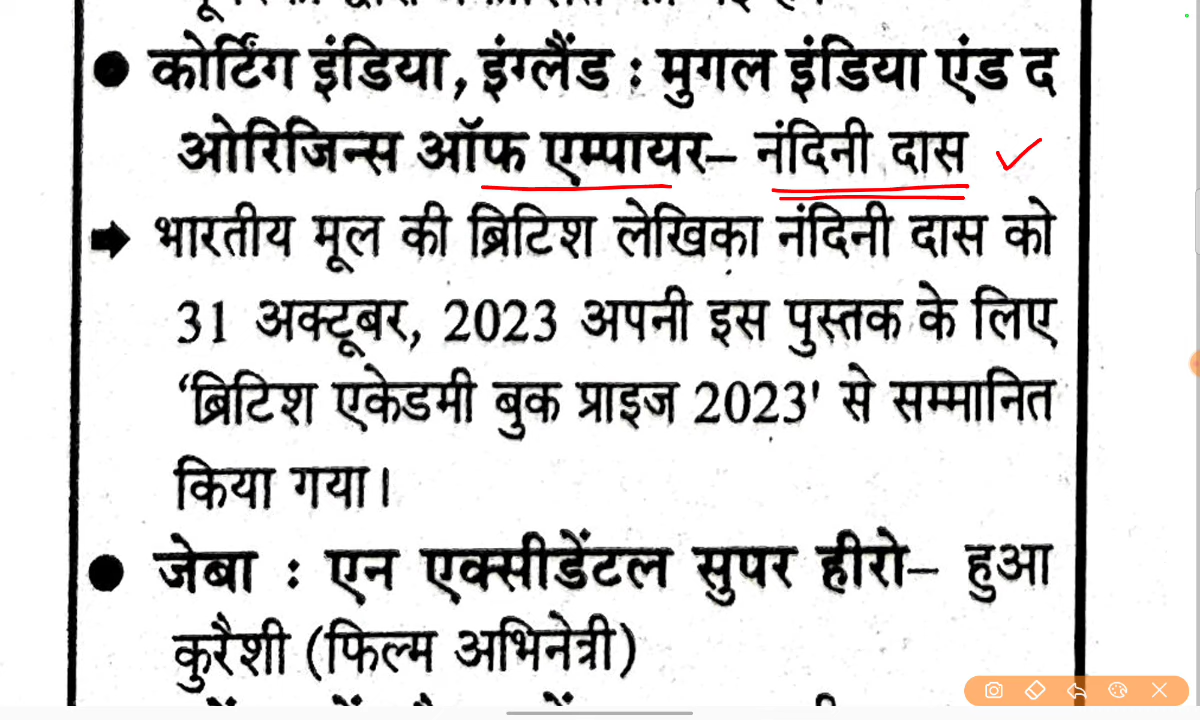 ● कोर्टिंग इंडिया, इंग्लैंड : मुगल इंडिया एंड द
ओरिजिन्स ऑफ एम्पायर– नंदिनी दास
➡ भारतीय मूल की ब्रिटिश लेखिका नंदिनी दास को
31 अक्टूबर, 2023 अपनी इस पुस्तक के लिए
‘ब्रिटिश एकेडमी बुक प्राइज 2023' से सम्मानित
किया गया।
● जेबा : एन एक्सीडेंटल सुपर हीरो– हुआ
कुरैशी (फिल्म अभिनेत्री)